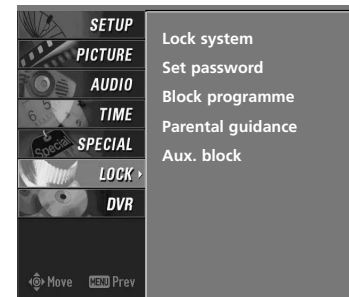 SETUP
PICTURE
AUDIO
TIME
SPECIAL
LOCK
DVR
Lock system
Set password
Block programme
Parental guidance
Aux. block
Move MENU Prev